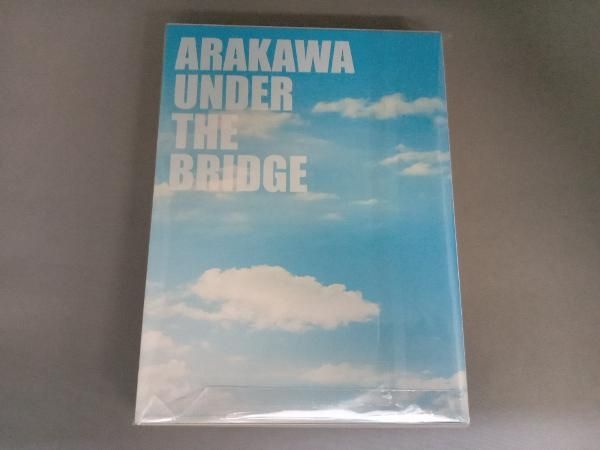 ARAKAWA
UNDER
THE
BRIDGE